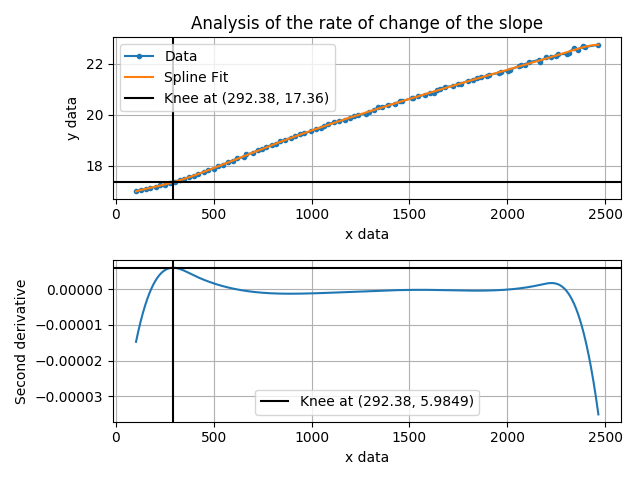 Analysis of the rate of change of the slope
Data
Spline Fit
Knee at (292.38, 17.36)
y data
22
20
18
0 500 1000 1500 2000 2500
x data
Second derivative
0.00000
−0.00001
−0.00002
−0.00003
Knee at (292.38, 5.9849)
0 500 1000 1500 2000 2500
x data